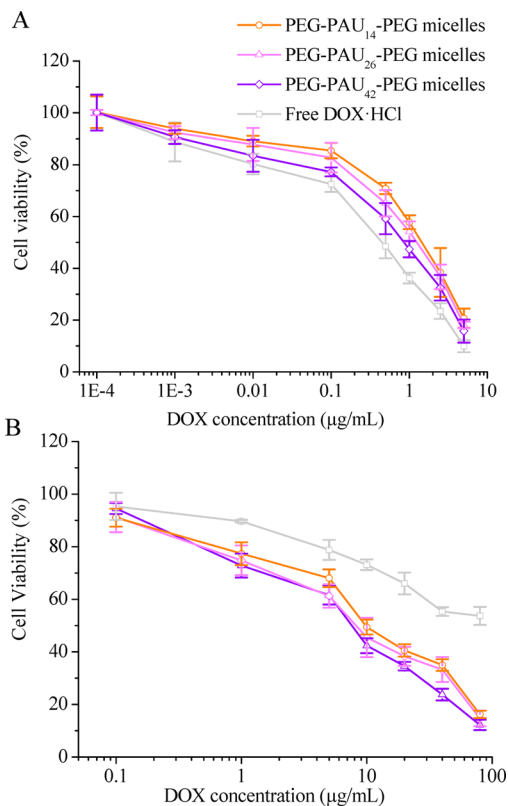 A
PEG-PAU14-PEG micelles
PEG-PAU26-PEG micelles
PEG-PAU42-PEG micelles
Free DOX·HCl
120
100
80
60
40
20
0
Cell viability (%)
1E-4 1E-3 0.01 0.1 1 10
DOX concentration (μg/mL)
B
120
100
80
60
40
20
0
Cell Viability (%)
0.1 1 10 100
DOX concentration (μg/mL)